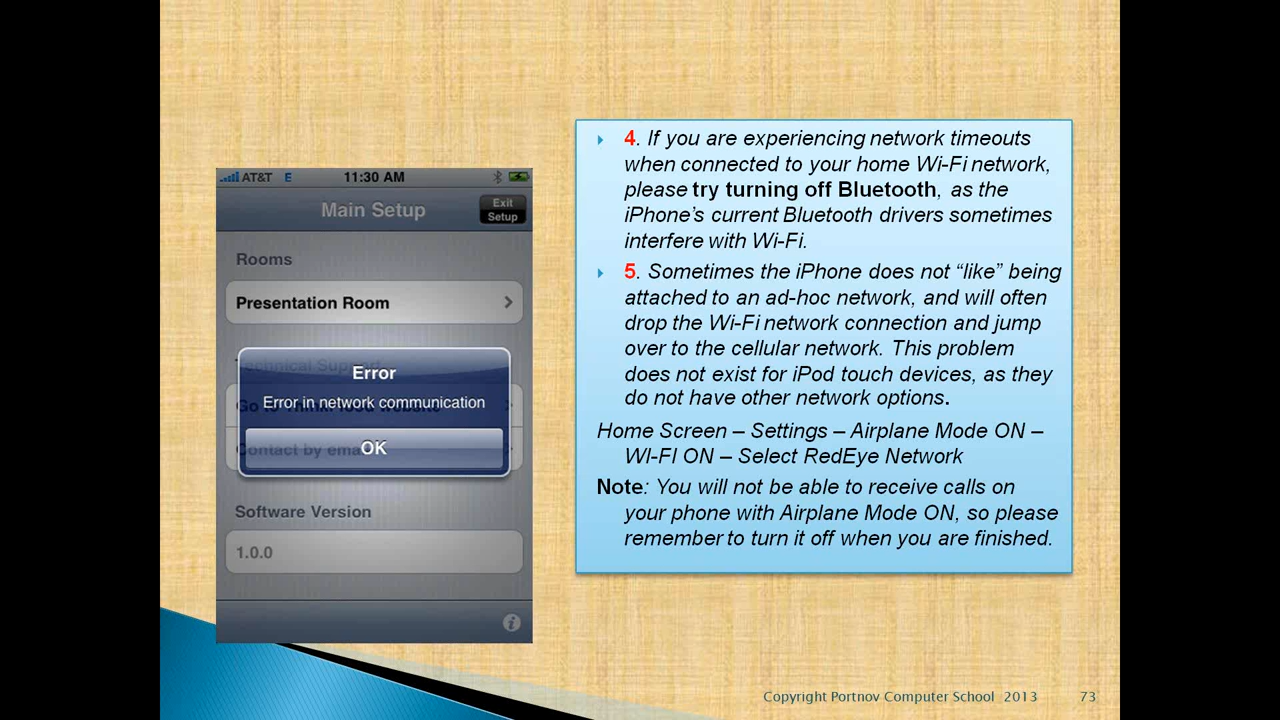 AT&T E 11:30 AM
Main Setup
Exit
Setup
Rooms
Presentation Room
Technical Support
Error
Error in network communication
OK
Contact by email
Software Version
1.0.0
4. If you are experiencing network timeouts
when connected to your home Wi-Fi network,
please try turning off Bluetooth, as the
iPhone’s current Bluetooth drivers sometimes
interfere with Wi-Fi.
5. Sometimes the iPhone does not “like” being
attached to an ad-hoc network, and will often
drop the Wi-Fi network connection and jump
over to the cellular network. This problem
does not exist for iPod touch devices, as they
do not have other network options.
Home Screen – Settings – Airplane Mode ON –
WI-FI ON – Select RedEye Network
Note: You will not be able to receive calls on
your phone with Airplane Mode ON, so please
remember to turn it off when you are finished.
Copyright Portnov Computer School 2013 73